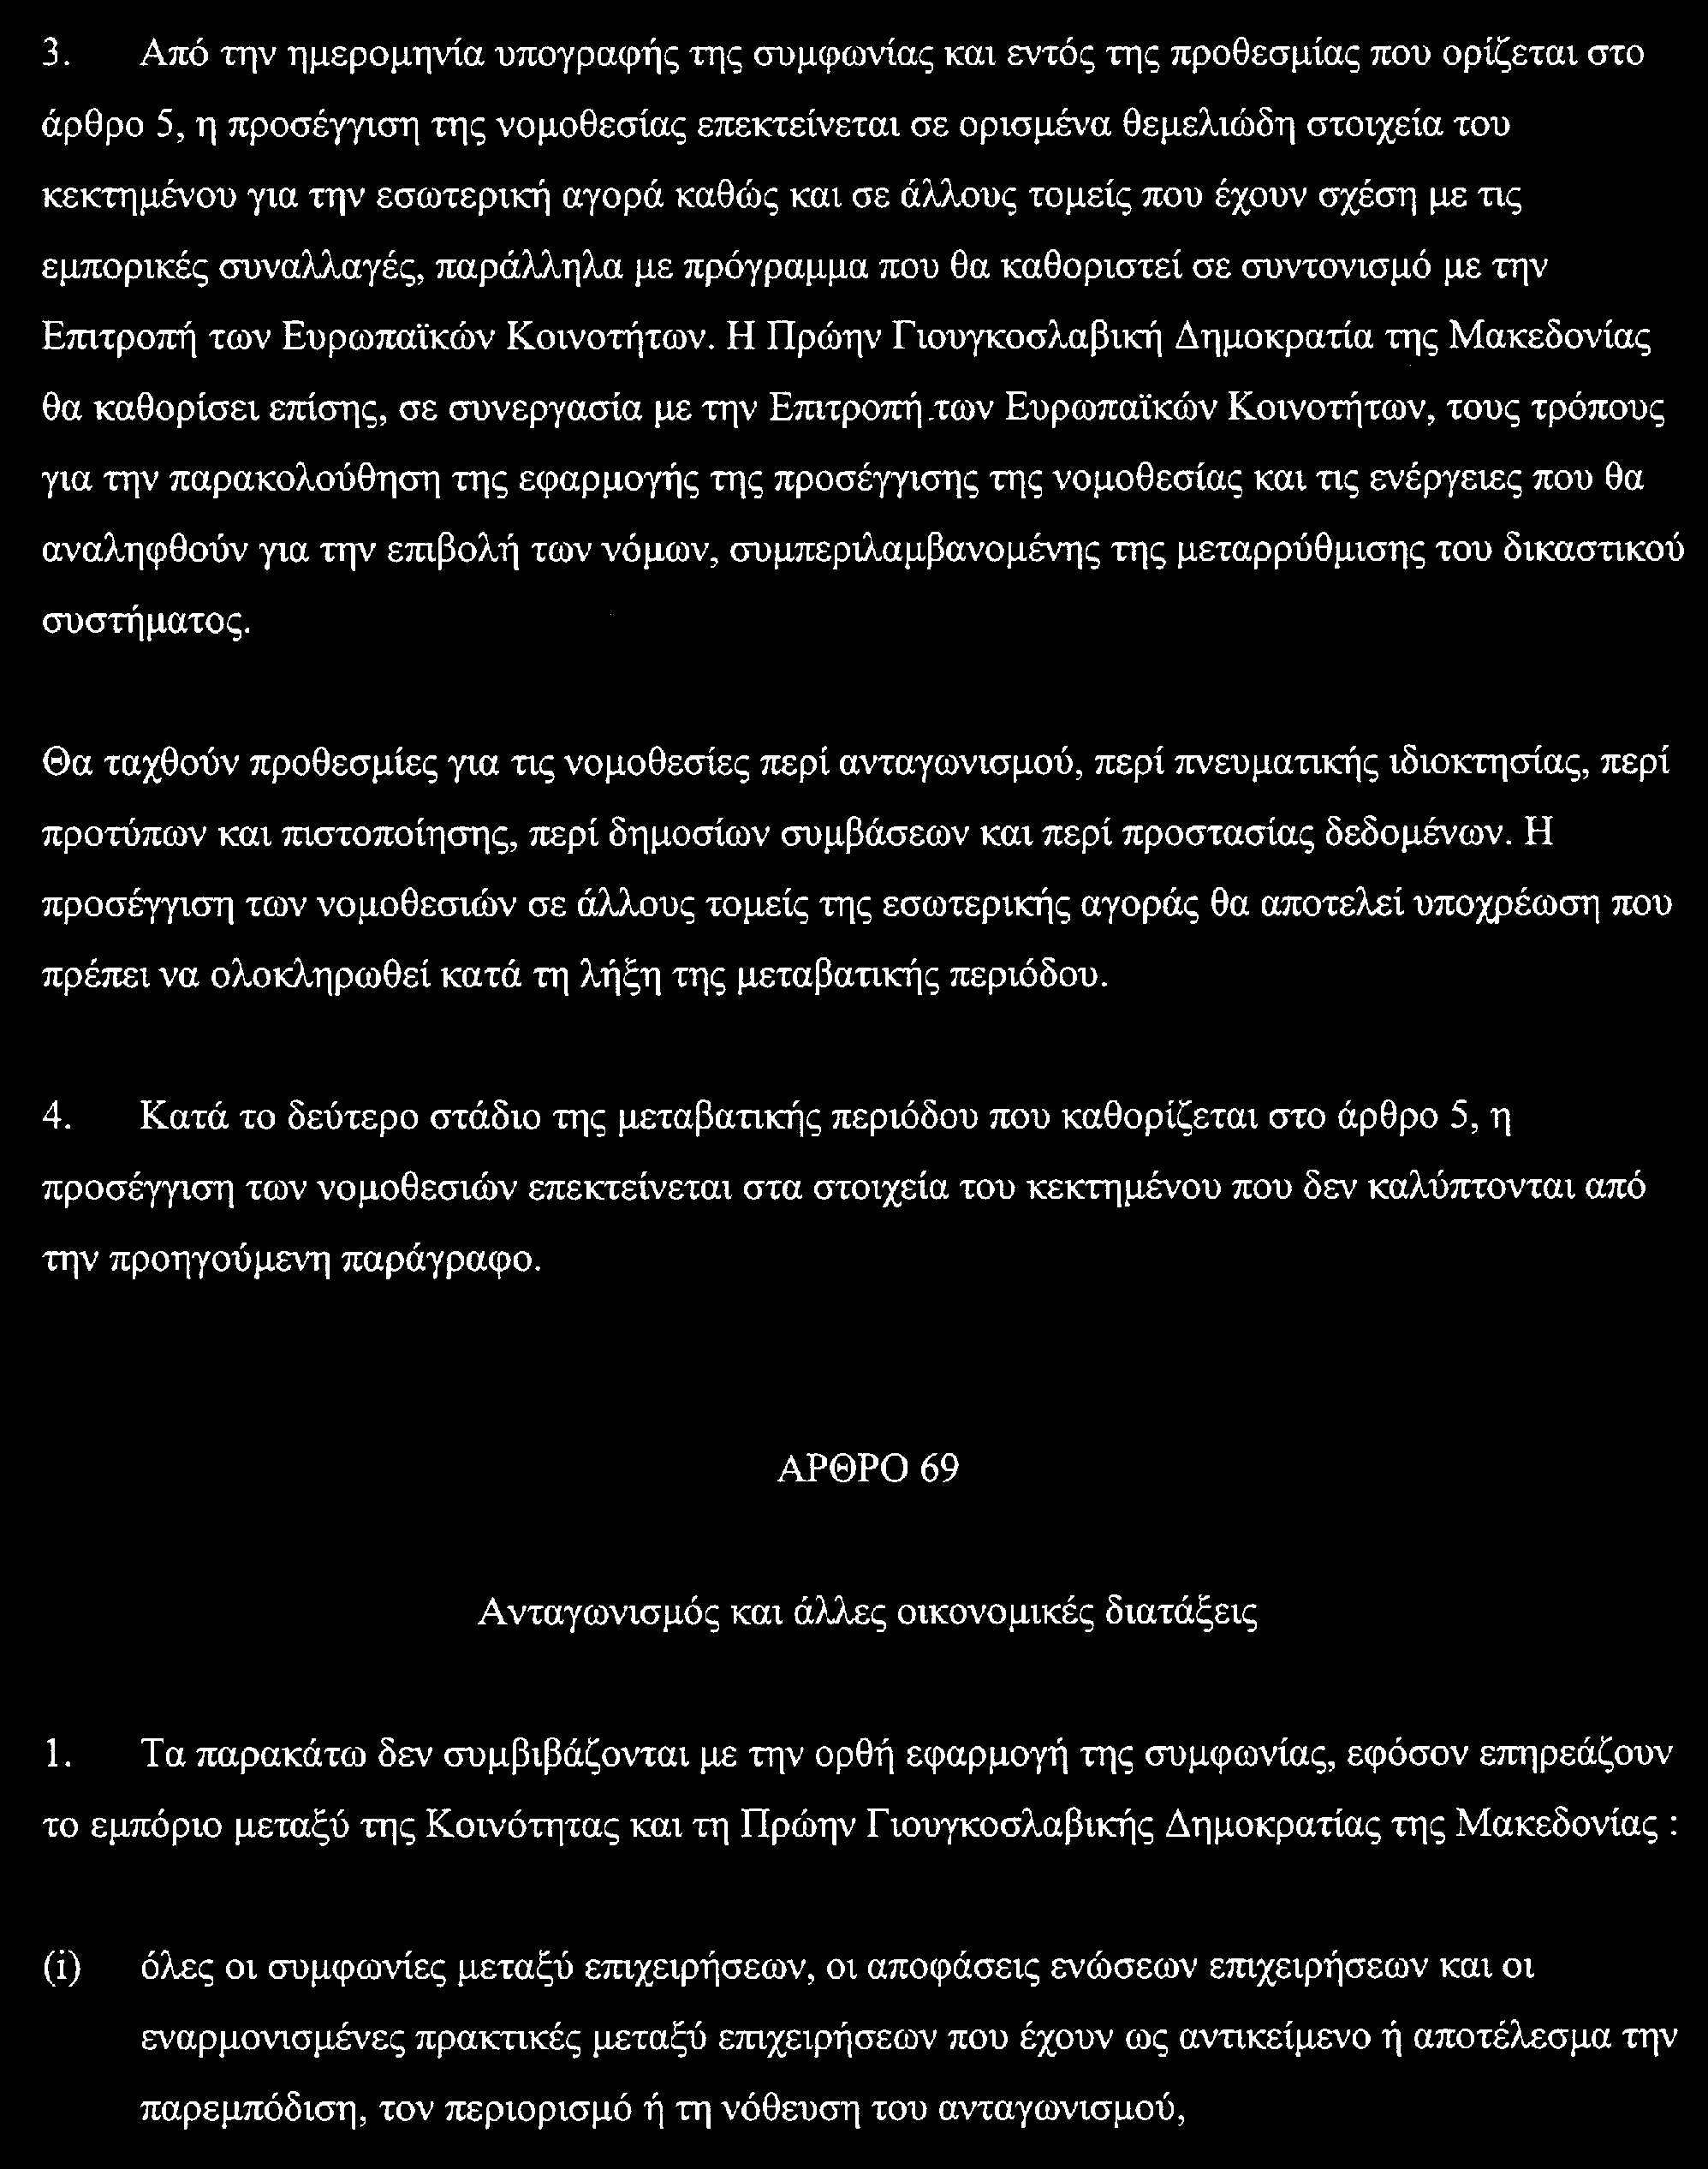 3. Από την ημερομηνία υπογραφής της συμφωνίας και εντός της προθεσμίας που ορίζεται στο
άρθρο 5, η προσέγγιση της νομοθεσίας επεκτείνεται σε ορισμένα θεμελιώδη στοιχεία του
κεκτημένου για την εσωτερική αγορά καθώς και σε άλλους τομείς που έχουν σχέση με τις
εμπορικές συναλλαγές, παράλληλα με πρόγραμμα που θα καθοριστεί σε συντονισμό με την
Επιτροπή των Ευρωπαϊκών Κοινοτήτων. Η Πρώην Γιουγκοσλαβική Δημοκρατία της Μακεδονίας
θα καθορίσει επίσης, σε συνεργασία με την Επιτροπή των Ευρωπαϊκών Κοινοτήτων, τους τρόπους
για την παρακολούθηση της εφαρμογής της προσέγγισης της νομοθεσίας και τις ενέργειες που θα
αναληφθούν για την επιβολή των νόμων, συμπεριλαμβανομένης της μεταρρύθμισης του δικαστικού
συστήματος.
Θα ταχθούν προθεσμίες για τις νομοθεσίες περί ανταγωνισμού, περί πνευματικής ιδιοκτησίας, περί
προτύπων και πιστοποίησης, περί δημοσίων συμβάσεων και περί προστασίας δεδομένων. Η
προσέγγιση των νομοθεσιών σε άλλους τομείς της εσωτερικής αγοράς θα αποτελεί υποχρέωση που
πρέπει να ολοκληρωθεί κατά τη λήξη της μεταβατικής περιόδου.
4. Κατά το δεύτερο στάδιο της μεταβατικής περιόδου που καθορίζεται στο άρθρο 5, η
προσέγγιση των νομοθεσιών επεκτείνεται στα στοιχεία του κεκτημένου που δεν καλύπτονται από
την προηγούμενη παράγραφο.
ΑΡΘΡΟ 69
Ανταγωνισμός και άλλες οικονομικές διατάξεις
1. Τα παρακάτω δεν συμβιβάζονται με την ορθή εφαρμογή της συμφωνίας, εφόσον επηρεάζουν
το εμπόριο μεταξύ της Κοινότητας και τη Πρώην Γιουγκοσλαβικής Δημοκρατίας της Μακεδονίας :
(i) όλες οι συμφωνίες μεταξύ επιχειρήσεων, οι αποφάσεις ενώσεων επιχειρήσεων και οι
εναρμονισμένες πρακτικές μεταξύ επιχειρήσεων που έχουν ως αντικείμενο ή αποτέλεσμα την
παρεμπόδιση, τον περιορισμό ή τη νόθευση του ανταγωνισμού,